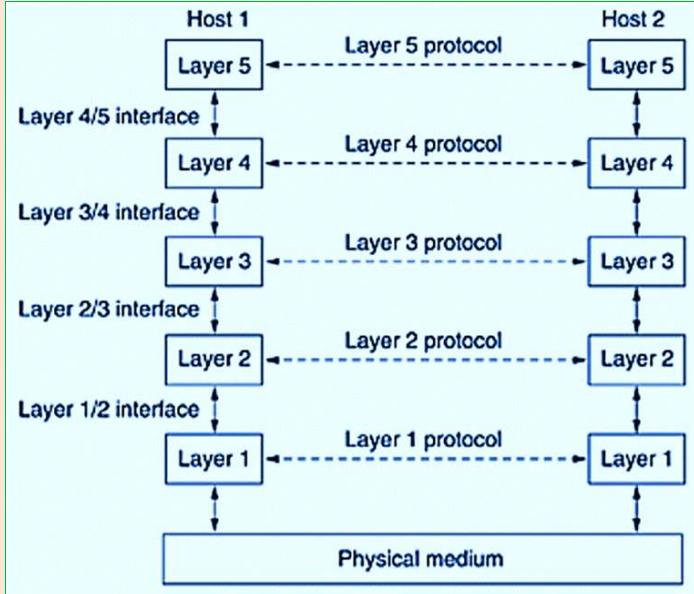 Host 1
Host 2
Layer 5
Layer 5 protocol
Layer 5
Layer 4/5 interface
Layer 4
Layer 4 protocol
Layer 4
Layer 3/4 interface
Layer 3
Layer 3 protocol
Layer 3
Layer 2/3 interface
Layer 2
Layer 2 protocol
Layer 2
Layer 1/2 interface
Layer 1
Layer 1 protocol
Layer 1
Physical medium